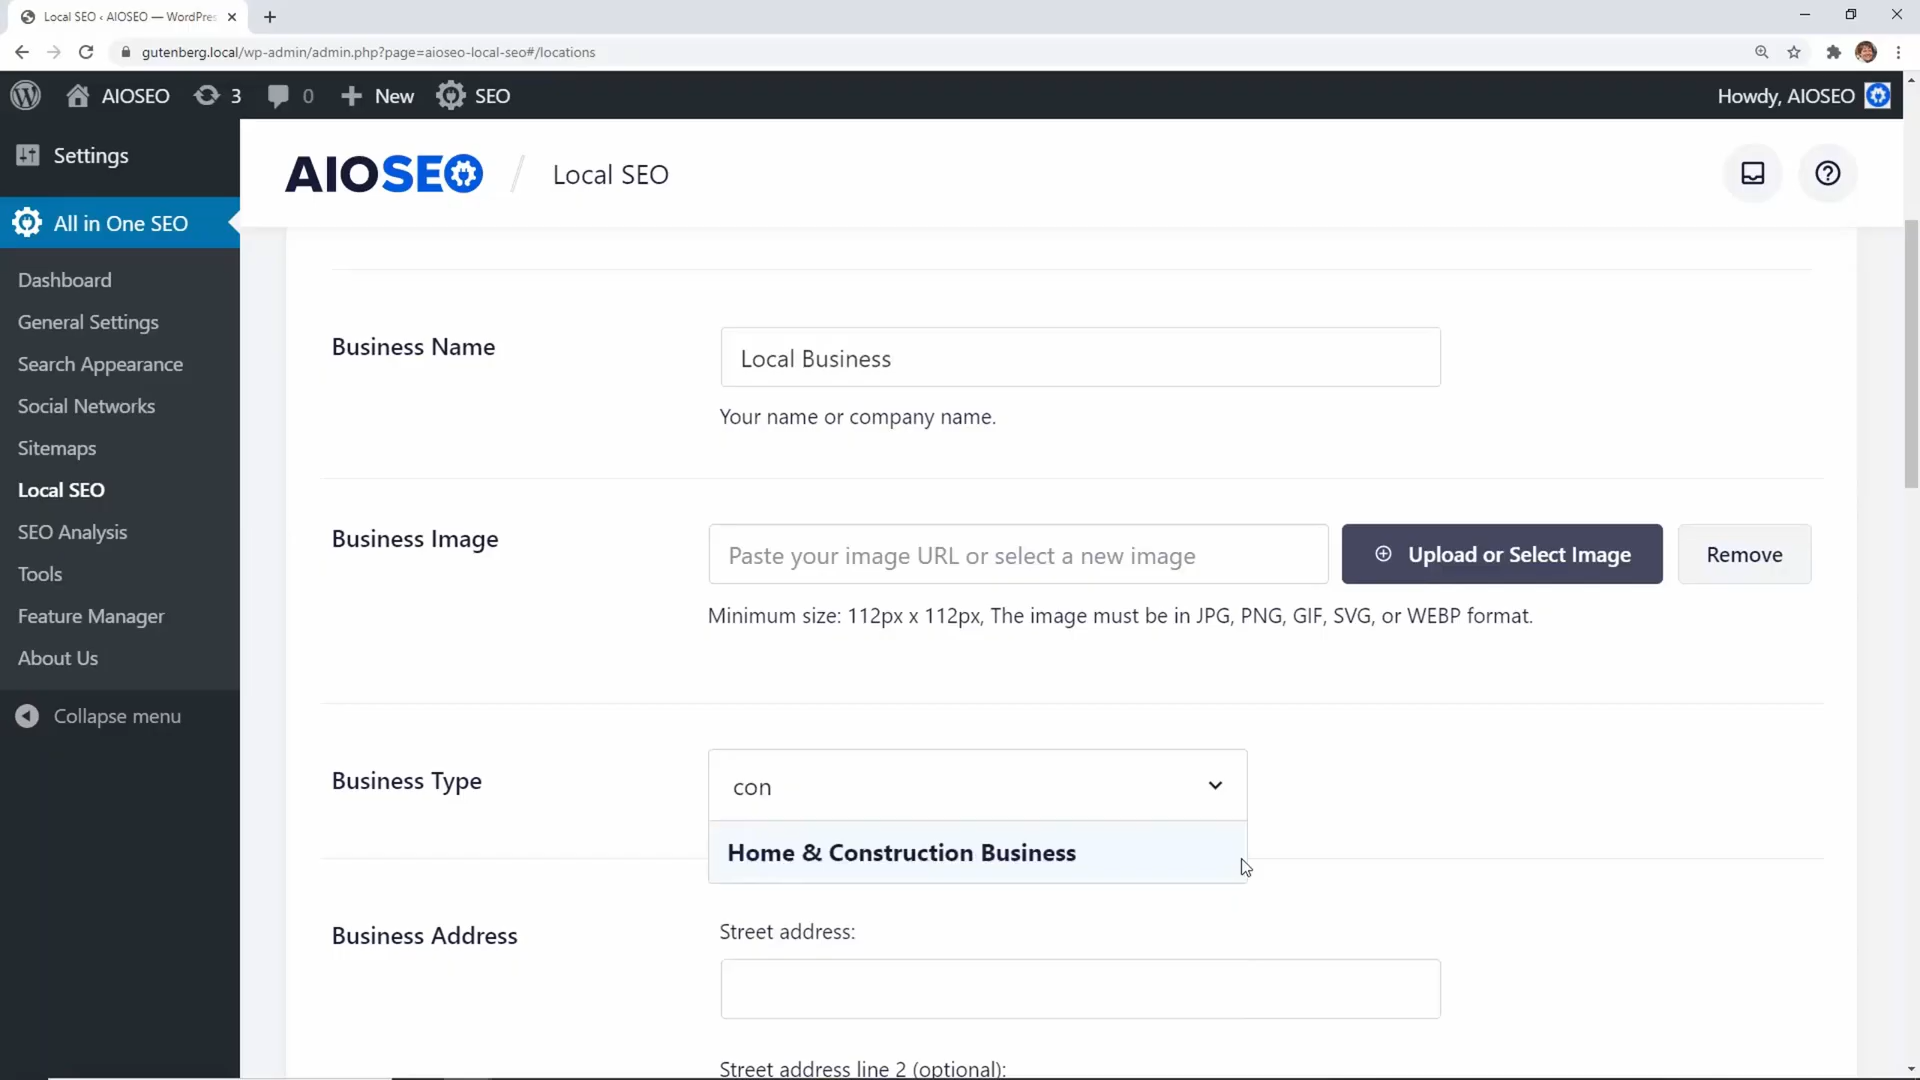 Local SEO ‹ AIOSEO — WordPres
gutenberg.local/wp-admin/admin.php?page=aioseo-local-seo#/locations
AIOSEO 3 0 New SEO Howdy, AIOSEO
Settings
All in One SEO
Dashboard
General Settings
Search Appearance
Social Networks
Sitemaps
Local SEO
SEO Analysis
Tools
Feature Manager
About Us
Collapse menu
AIOSEO / Local SEO
Business Name
Local Business
Your name or company name.
Business Image
Paste your image URL or select a new image
Upload or Select Image
Remove
Minimum size: 112px x 112px, The image must be in JPG, PNG, GIF, SVG, or WEBP format.
Business Type
con
Home & Construction Business
Business Address
Street address:
Street address line 2 (optional):